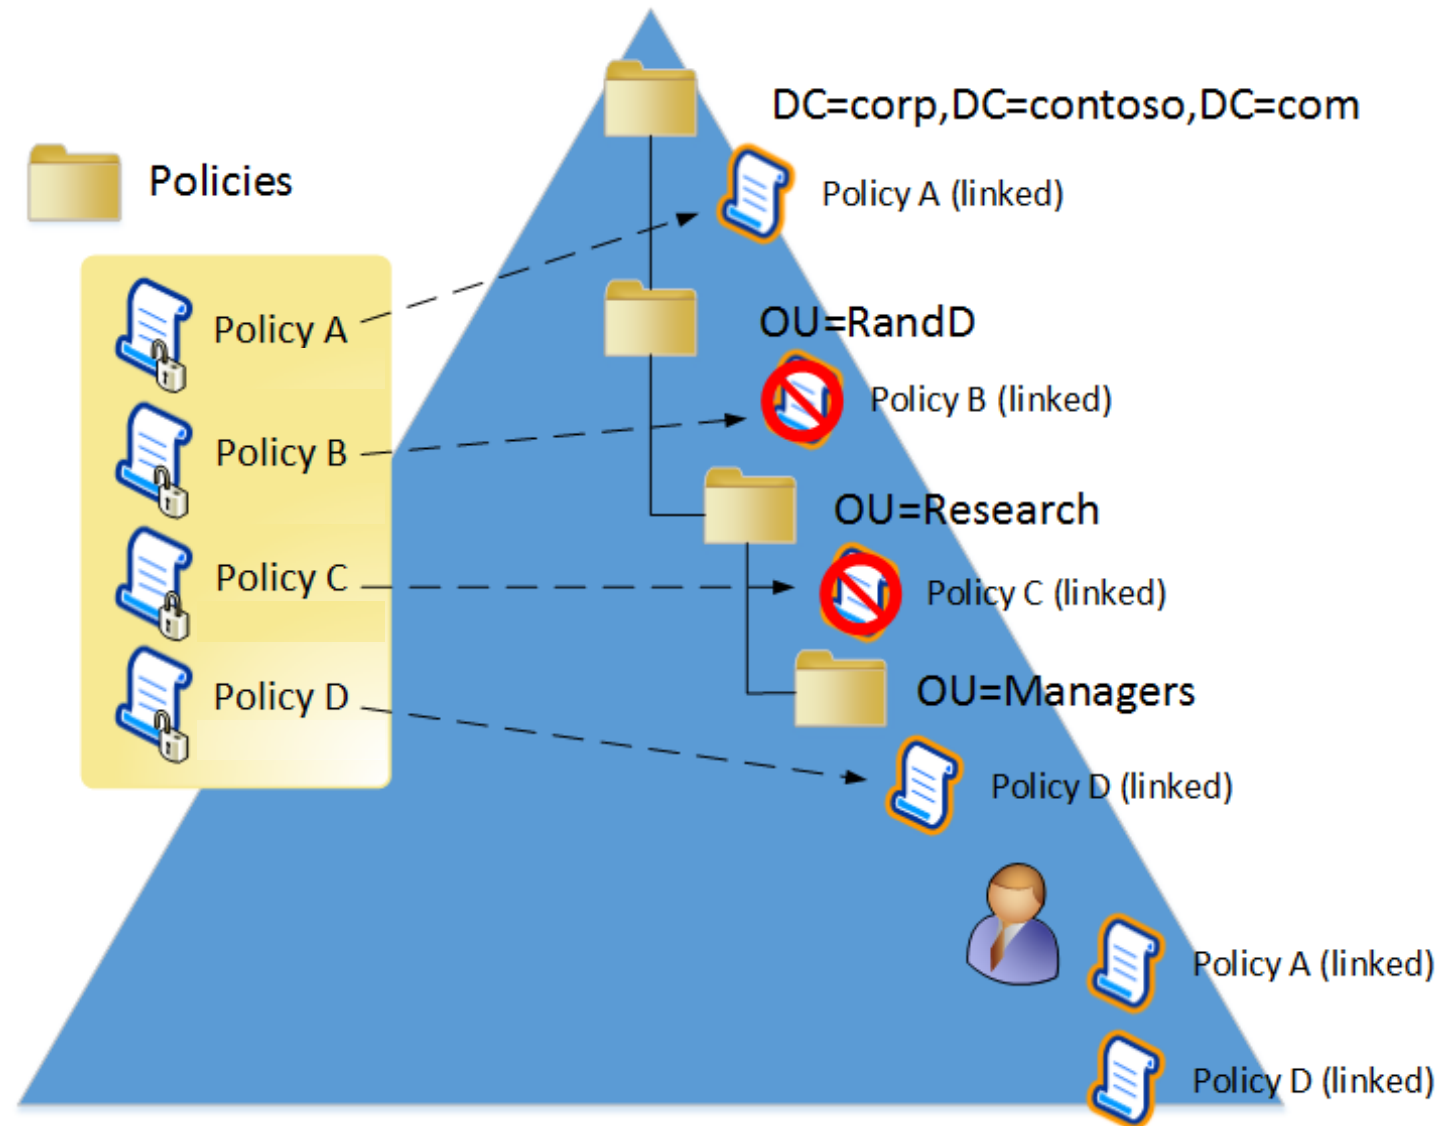 DC=corp,DC=contoso,DC=com
Policies
Policy A (linked)
Policy A
OU=RandD
Policy B (linked)
Policy B
OU=Research
Policy C
Policy C (linked)
Policy D
OU=Managers
Policy D (linked)
Policy A (linked)
Policy D (linked)